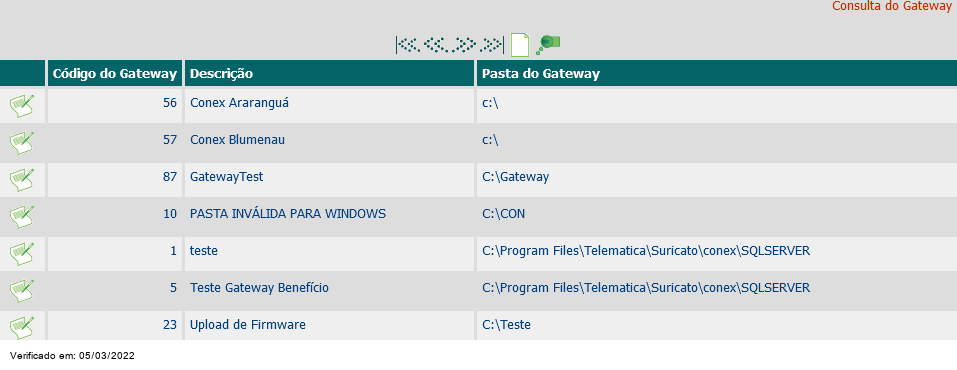 Consulta do Gateway
Código do Gateway Descrição Pasta do Gateway
56 Conex Araranguá c:\
57 Conex Blumenau c:\
87 GatewayTest C:\Gateway
10 PASTA INVÁLIDA PARA WINDOWS C:\CON
1 teste C:\Program Files\Telematica\Suricato\conex\SQLSERVER
5 Teste Gateway Benefício C:\Program Files\Telematica\Suricato\conex\SQLSERVER
23 Upload de Firmware C:\Teste
Verificado em: 05/03/2022